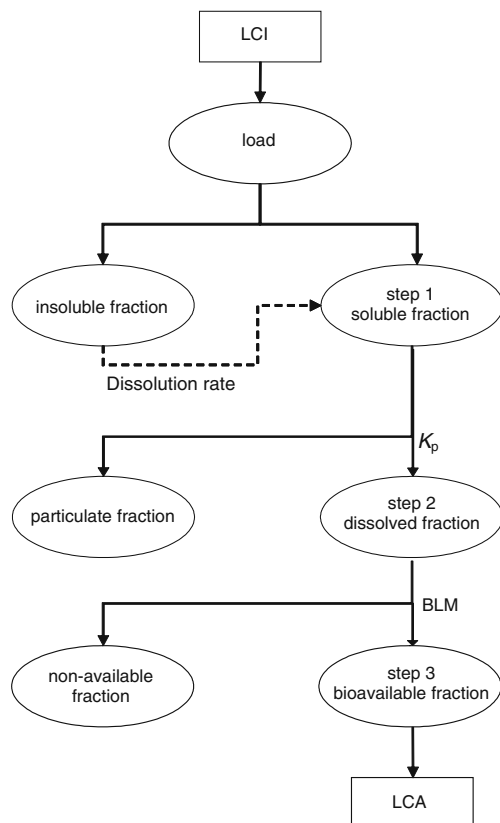 LCI
load
insoluble fraction
step 1
soluble fraction
Dissolution rate
Kp
particulate fraction
step 2
dissolved fraction
BLM
non-available
fraction
step 3
bioavailable fraction
LCA